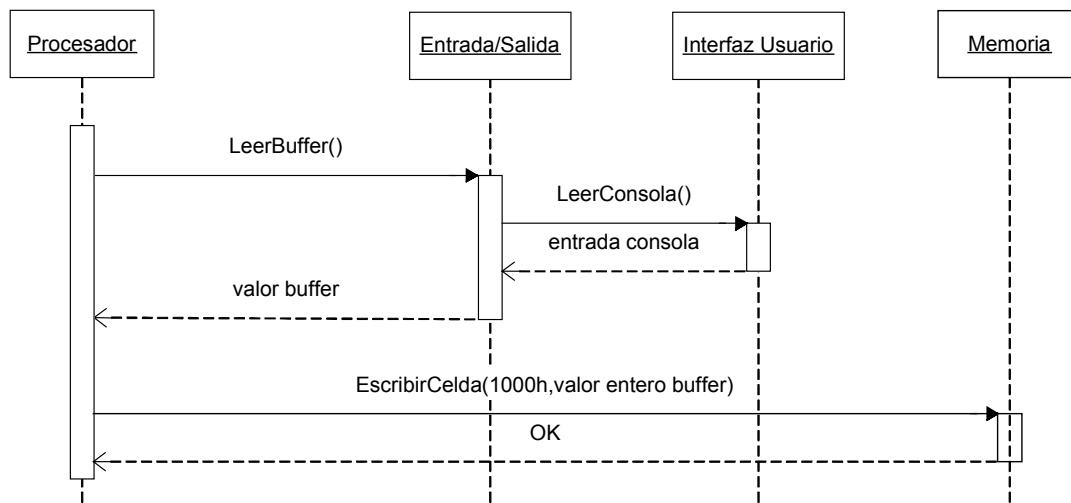 Procesador
Entrada/Salida
Interfaz Usuario
Memoria
LeerBuffer()
LeerConsola()
entrada consola
valor buffer
EscribirCelda(1000h,valor entero buffer)
OK